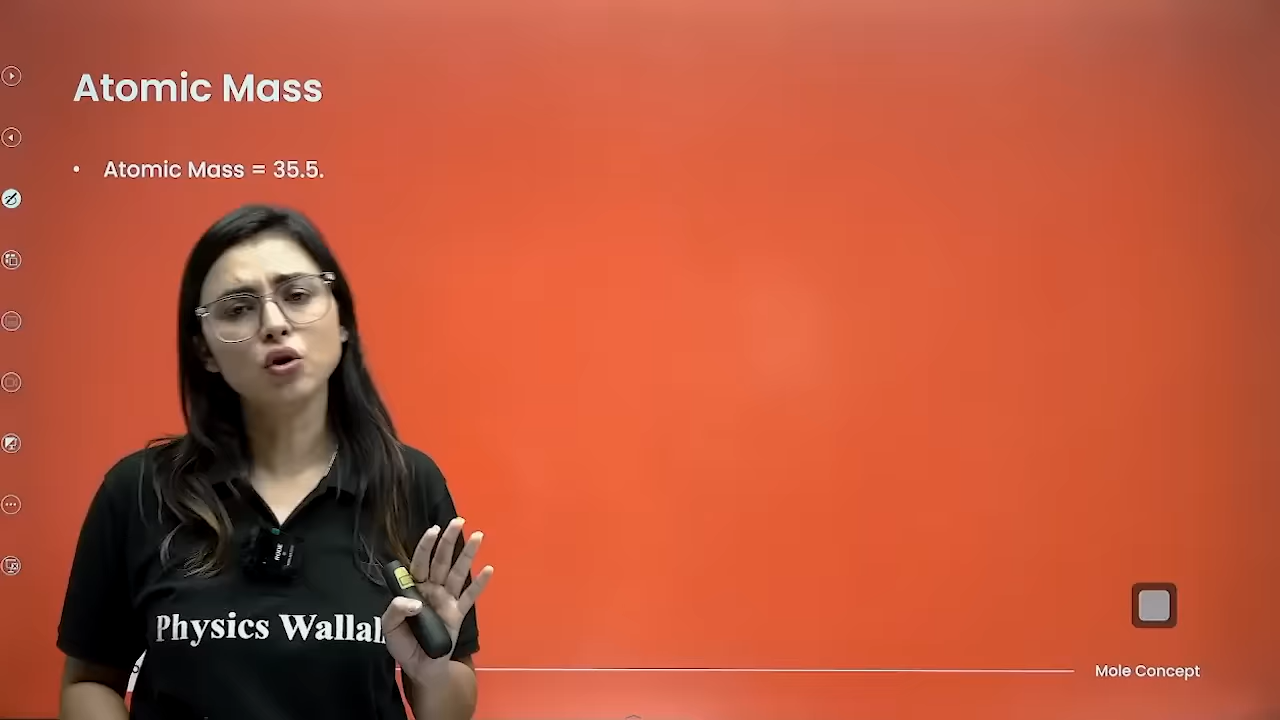 Atomic Mass
• Atomic Mass = 35.5.
Physics Wallah
Mole Concept